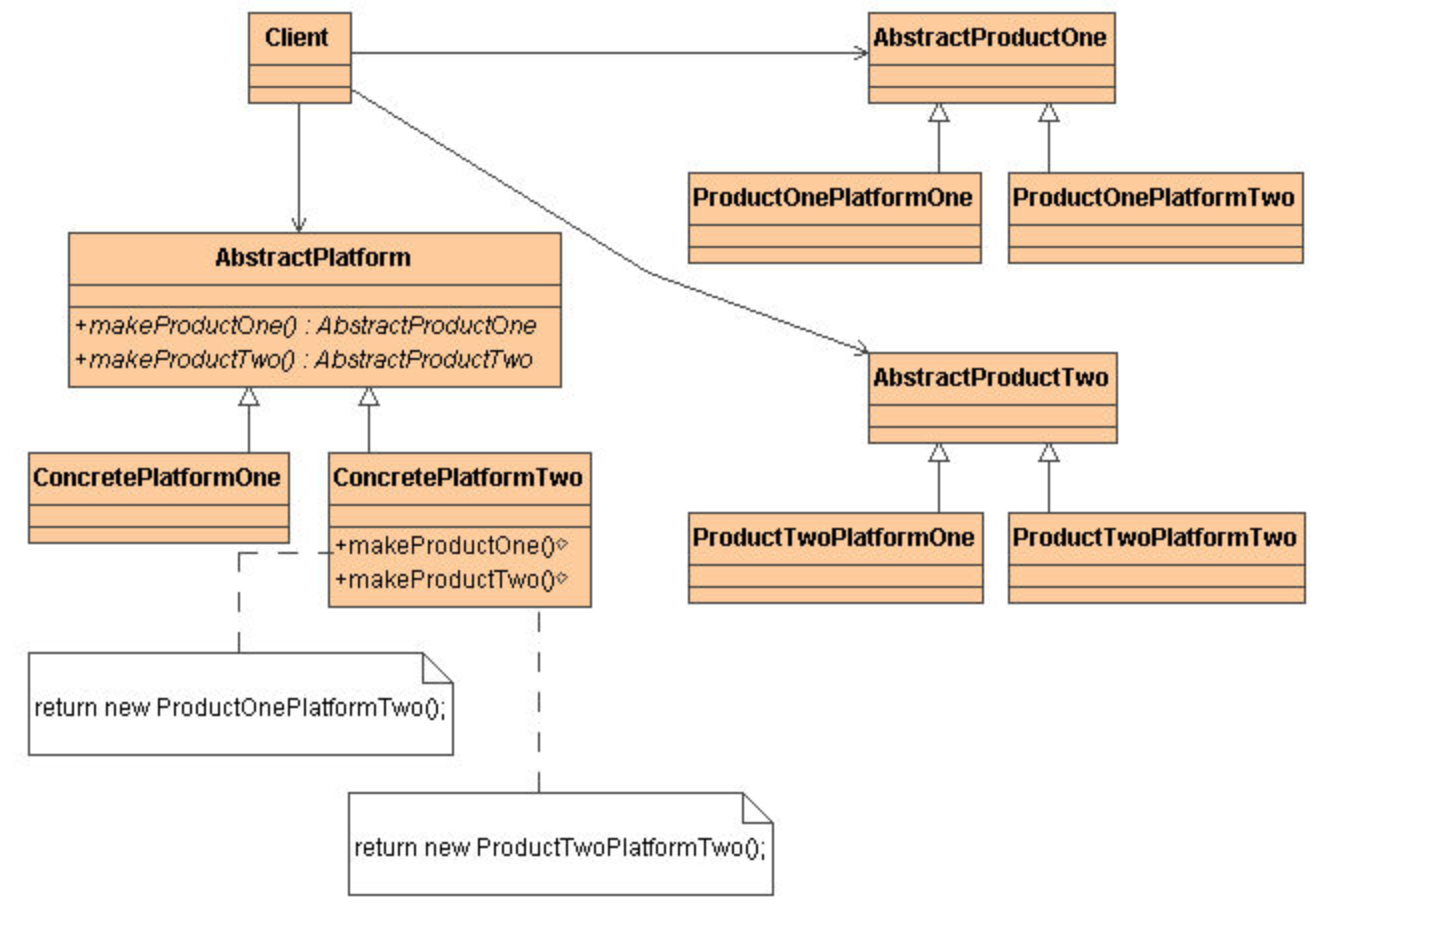 Client
AbstractProductOne
ProductOnePlatformOne
ProductOnePlatformTwo
AbstractPlatform
+makeProductOne() : AbstractProductOne
+makeProductTwo() : AbstractProductTwo
AbstractProductTwo
ConcretePlatformOne
ConcretePlatformTwo
+makeProductOne()
+makeProductTwo()
ProductTwoPlatformOne
ProductTwoPlatformTwo
return new ProductOnePlatformTwo();
return new ProductTwoPlatformTwo();